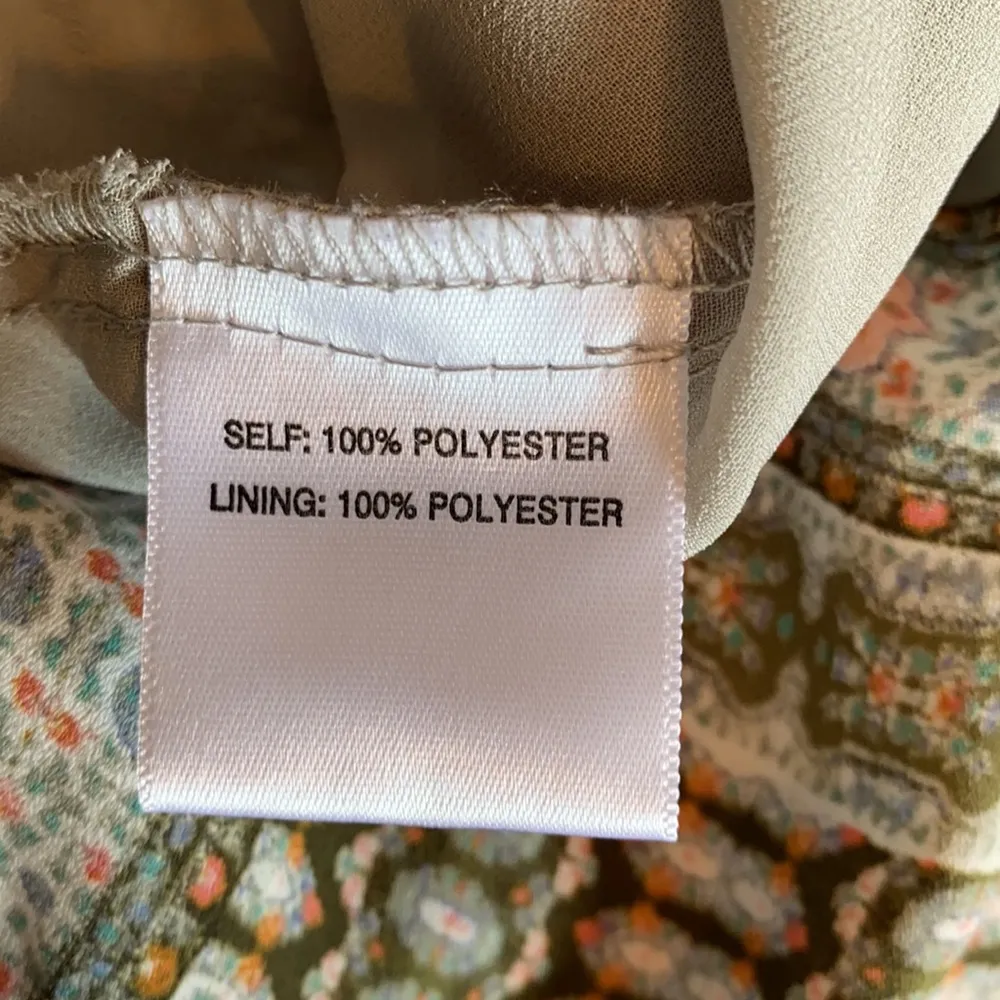 SELF: 100% POLYESTER
LINING: 100% POLYESTER